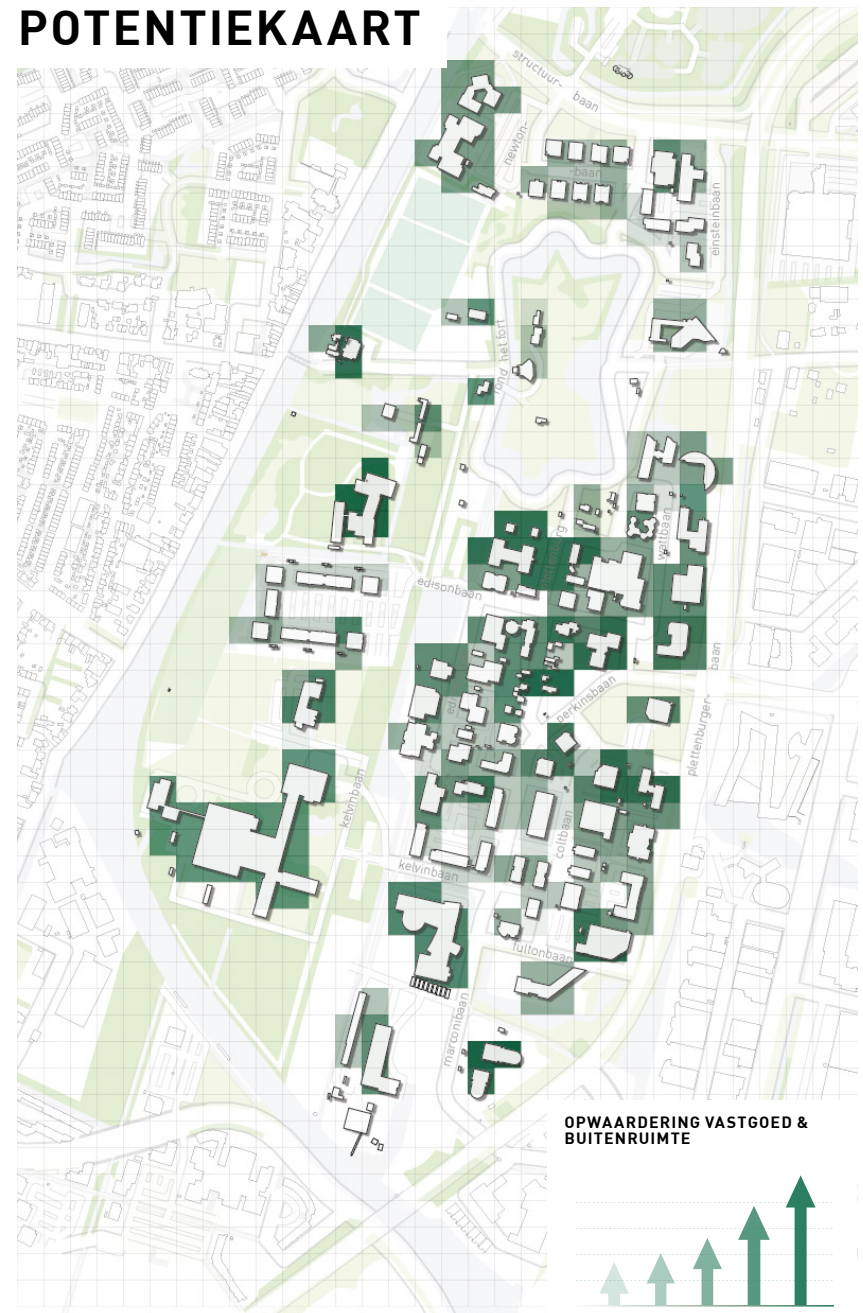 POTENTIEKAART
structuur-
baan
newton-
-baan
einsteinbaan
rond het fort
wattbaan
edisonbaan
perkinsbaan
plettenburger-
baan
kelvinbaan
coltbaan
kelvinbaan
fultonbaan
marconibaan
OPWAARDERING VASTGOED &
BUITENRUIMTE